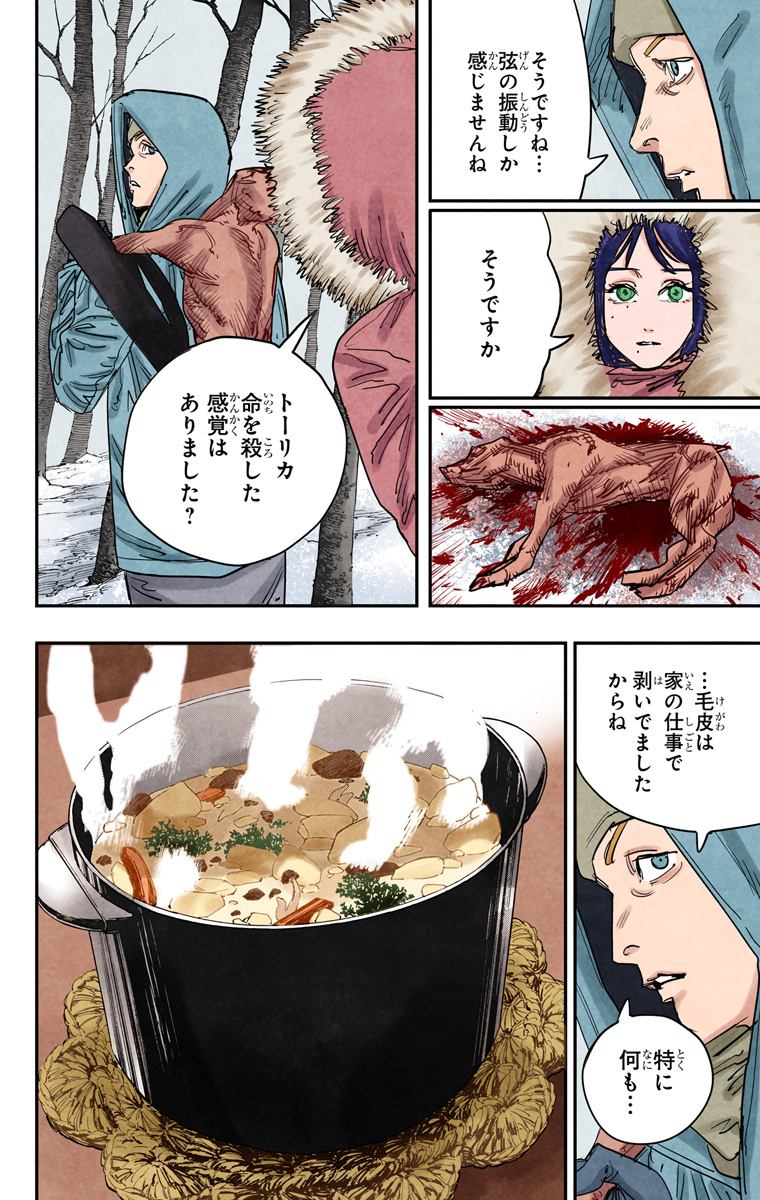 そうですね…
弦の振動しか
感じませんね
そうですか
トーリカ
命を殺した
感覚は
ありました？
…毛皮は
家の仕事で
剥いでました
からね
特に
何も…